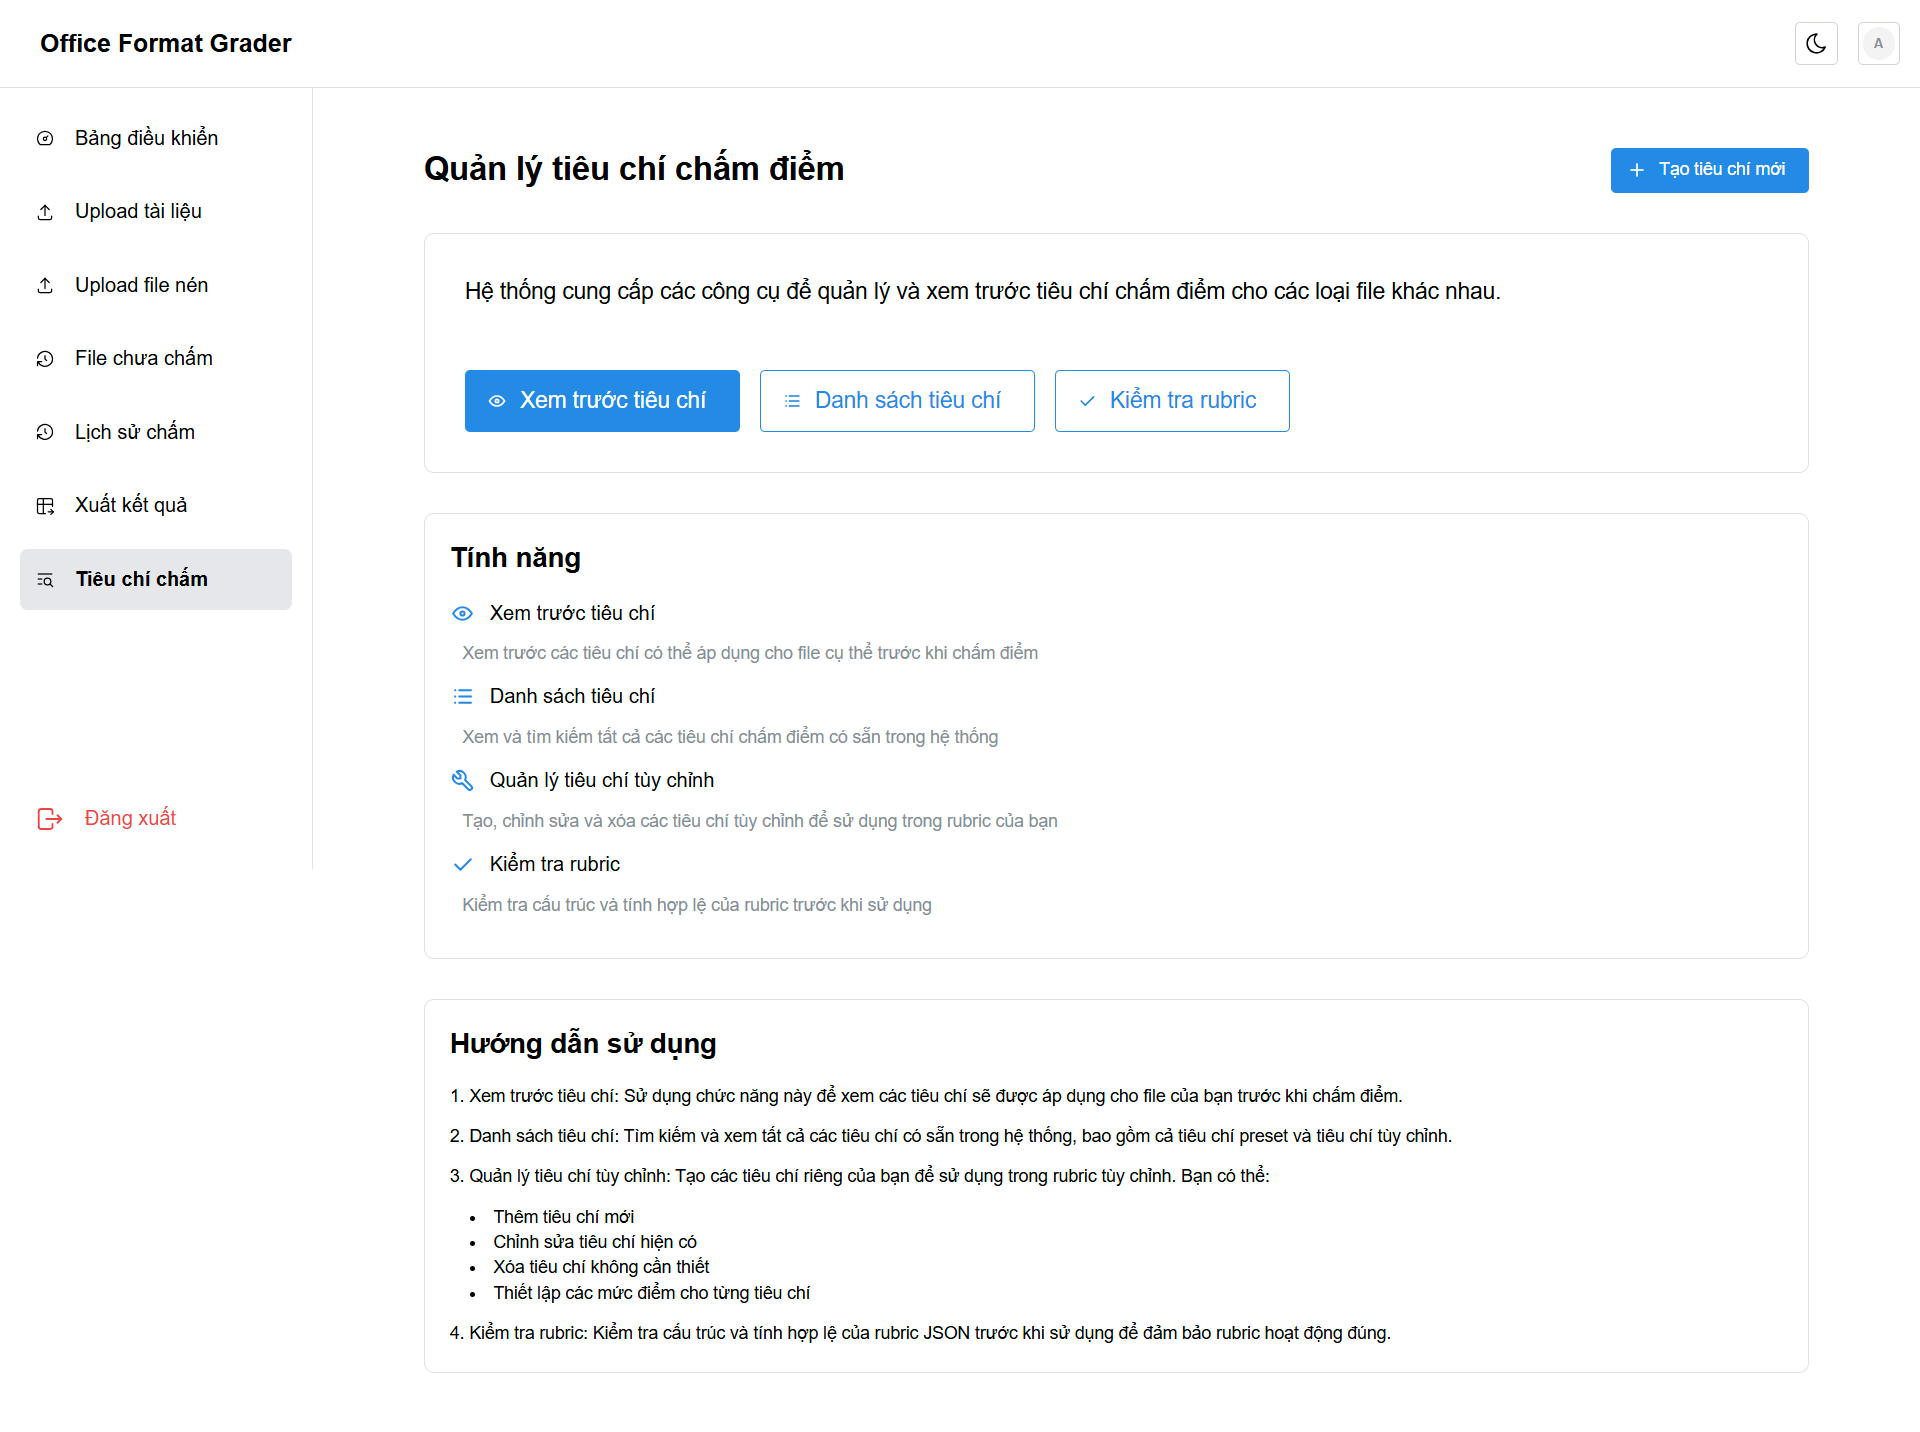 Office Format Grader
A
Bảng điều khiển
Upload tài liệu
Upload file nén
File chưa chấm
Lịch sử chấm
Xuất kết quả
Tiêu chí chấm
Đăng xuất
Quản lý tiêu chí chấm điểm
Tạo tiêu chí mới
Hệ thống cung cấp các công cụ để quản lý và xem trước tiêu chí chấm điểm cho các loại file khác nhau.
Xem trước tiêu chí
Danh sách tiêu chí
Kiểm tra rubric
Tính năng
Xem trước tiêu chí
Xem trước các tiêu chí có thể áp dụng cho file cụ thể trước khi chấm điểm
Danh sách tiêu chí
Xem và tìm kiếm tất cả các tiêu chí chấm điểm có sẵn trong hệ thống
Quản lý tiêu chí tùy chỉnh
Tạo, chỉnh sửa và xóa các tiêu chí tùy chỉnh để sử dụng trong rubric của bạn
Kiểm tra rubric
Kiểm tra cấu trúc và tính hợp lệ của rubric trước khi sử dụng
Hướng dẫn sử dụng
1. Xem trước tiêu chí: Sử dụng chức năng này để xem các tiêu chí sẽ được áp dụng cho file của bạn trước khi chấm điểm.
2. Danh sách tiêu chí: Tìm kiếm và xem tất cả các tiêu chí có sẵn trong hệ thống, bao gồm cả tiêu chí preset và tiêu chí tùy chỉnh.
3. Quản lý tiêu chí tùy chỉnh: Tạo các tiêu chí riêng của bạn để sử dụng trong rubric tùy chỉnh. Bạn có thể:
• Thêm tiêu chí mới
• Chỉnh sửa tiêu chí hiện có
• Xóa tiêu chí không cần thiết
• Thiết lập các mức điểm cho từng tiêu chí
4. Kiểm tra rubric: Kiểm tra cấu trúc và tính hợp lệ của rubric JSON trước khi sử dụng để đảm bảo rubric hoạt động đúng.